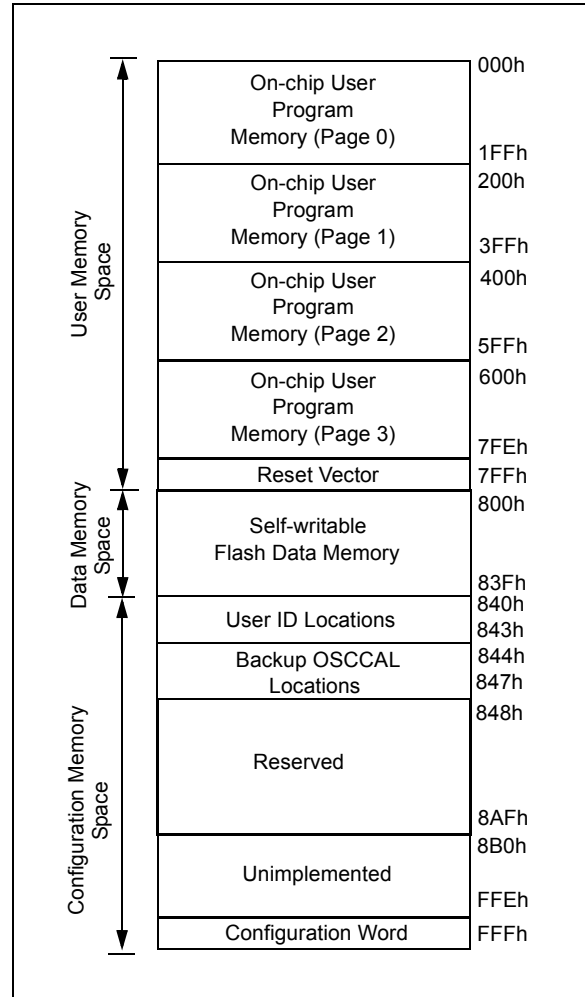 000h
On-chip User
Program
Memory (Page 0)
1FFh
200h
On-chip User
Program
Memory (Page 1)
3FFh
400h
On-chip User
Program
Memory (Page 2)
5FFh
600h
On-chip User
Program
Memory (Page 3)
7FEh
Reset Vector
7FFh
User Memory
Space
800h
Self-writable
Flash Data Memory
83Fh
Data Memory
Space
840h
User ID Locations
843h
Backup OSCCAL
Locations
844h
847h
848h
Reserved
8AFh
8B0h
Unimplemented
FFEh
Configuration Word
FFFh
Configuration Memory
Space